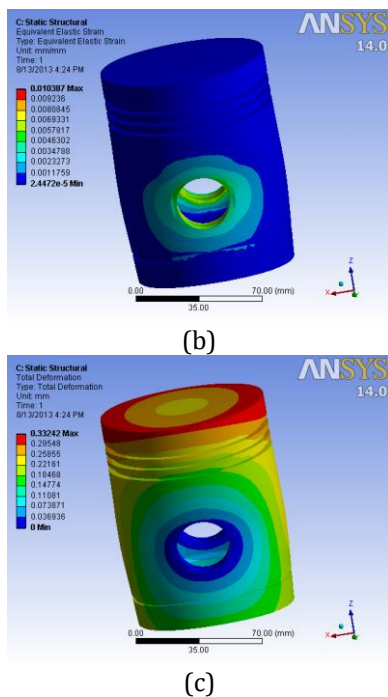 C: Static Structural
Equivalent Elastic Strain
Type: Equivalent Elastic Strain
Unit: mm/mm
Time: 1
8/13/2013 4:24 PM
ANSYS
14.0
0.010387 Max
0.009236
0.0080845
0.0069331
0.0057817
0.0046302
0.0034788
0.0023273
0.0011759
2.4472e-5 Min
Z
X
0.00
70.00 (mm)
35.00
(b)
C: Static Structural
Total Deformation
Type: Total Deformation
Unit: mm
Time: 1
8/13/2013 4:24 PM
ANSYS
14.0
0.33242 Max
0.29548
0.25855
0.22161
0.18468
0.14774
0.11081
0.073871
0.036936
0 Min
Z
X
0.00
70.00 (mm)
35.00
(c)